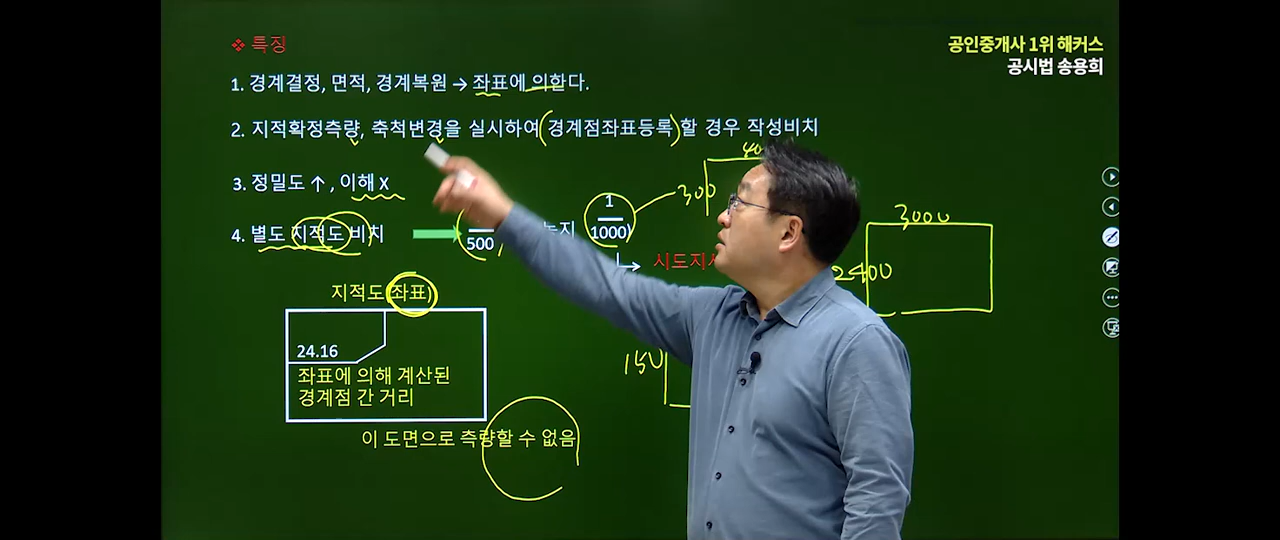 ❖ 특징
공인중개사 1위 해커스
공시법 송용희
1. 경계결정, 면적, 경계복원 → 좌표에 의한다.
2. 지적확정측량, 축척변경을 실시하여(경계점좌표등록)할 경우 작성비치
3. 정밀도 ↑, 이해 X
4. 별도 지적도 비치
500
농지
1
1000)
300
40
3000
2400
시도지사
지적도(좌표)
24.16
좌표에 의해 계산된
경계점 간 거리
150
이 도면으로 측량할 수 없음